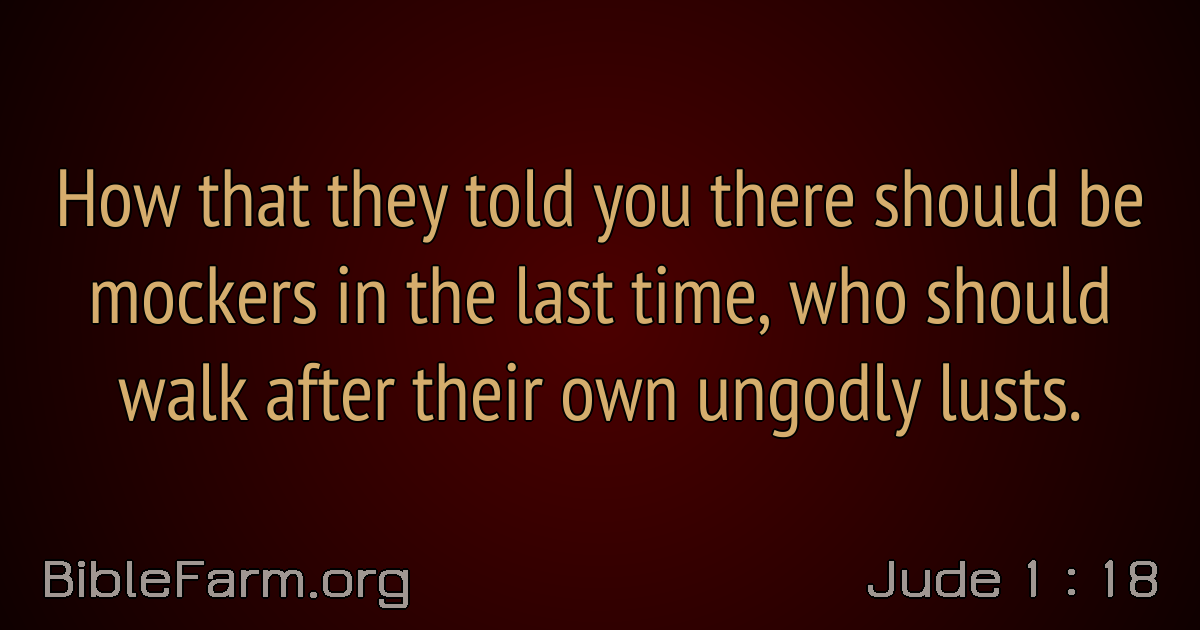 How that they told you there should be
mockers in the last time, who should
walk after their own ungodly lusts.
BibleFarm.org
Jude 1 : 18